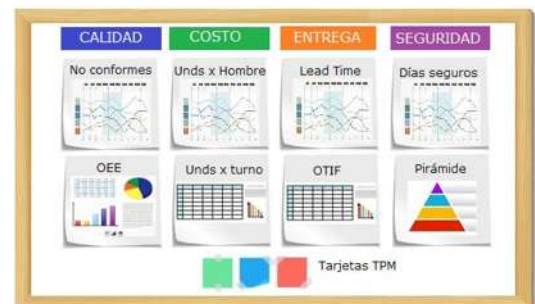 CALIDAD COSTO ENTREGA SEGURIDAD
No conformes Unds x Hombre Lead Time Días seguros
OEE Unds x turno OTIF Pirámide
Tarjetas TPM